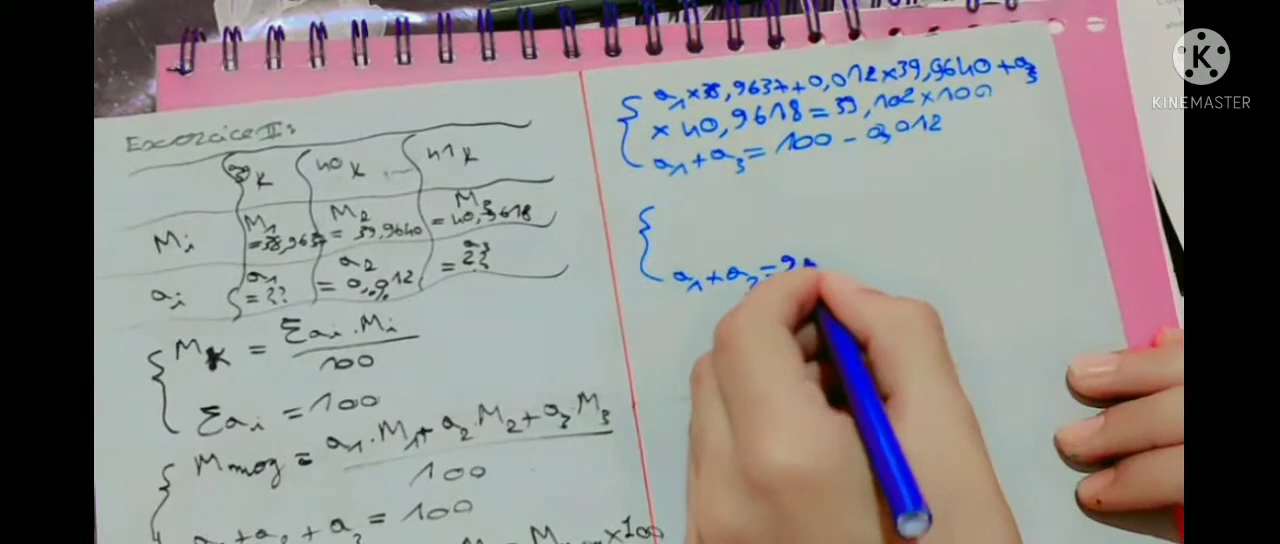 Exercice II:
39K 40K 41K
Mi M1 = 38,9637 M2 = 39,9640 M3 = 40,9618
ai a1 = ?? a2 = 0,012 a3 = ??
{ MK = Σai.Mi / 100
Σai = 100
{ Mmoy = a1.M1 + a2.M2 + a3.M3 / 100
a1 + a2 + a3 = 100
×100
{ a1 × 38,9637 + 0,012 × 39,9640 + a3
× 40,9618 = 39,102 × 100
a1 + a3 = 100 - 0,012
{
a1 + a3 = 99
K
KINEMASTER